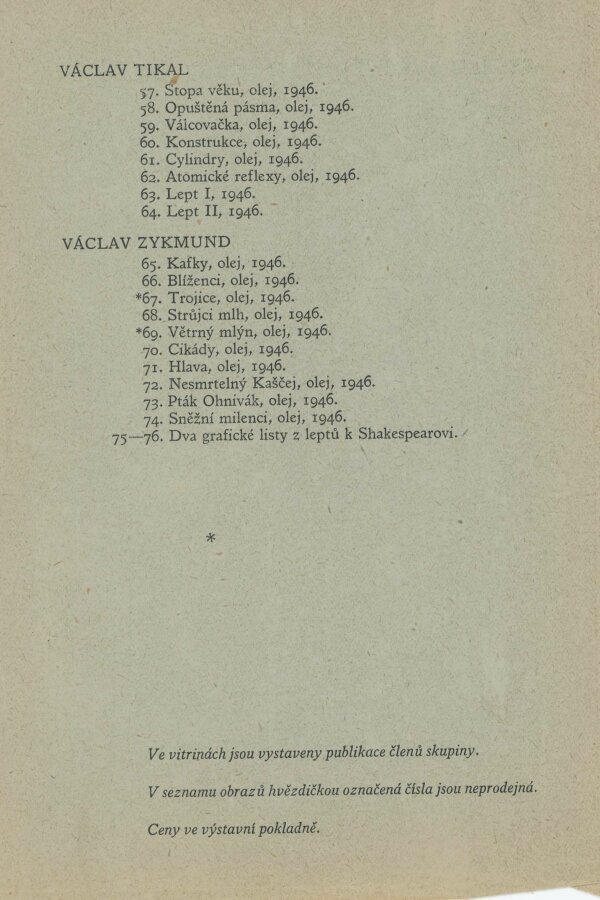 VÁCLAV TIKAL
57. Stopa věku, olej, 1946.
58. Opuštěná pásma, olej, 1946.
59. Válcovačka, olej, 1946.
60. Konstrukce, olej, 1946.
61. Cylindry, olej, 1946.
62. Atomické reflexy, olej, 1946.
63. Lept I, 1946.
64. Lept II, 1946.
VÁCLAV ZYKMUND
65. Kafky, olej, 1946.
66. Blíženci, olej, 1946.
*67. Trojice, olej, 1946.
68. Strůjci mlh, olej, 1946.
*69. Větrný mlýn, olej, 1946.
70. Cikády, olej, 1946.
71. Hlava, olej, 1946.
72. Nesmrtelný Kaščej, olej, 1946.
73. Pták Ohnivák, olej, 1946.
74. Sněžní milenci, olej, 1946.
75—76. Dva grafické listy z leptů k Shakespearovi.
*
Ve vitrinách jsou vystaveny publikace členů skupiny.
V seznamu obrazů hvězdičkou označená čísla jsou neprodejná.
Ceny ve výstavní pokladně.